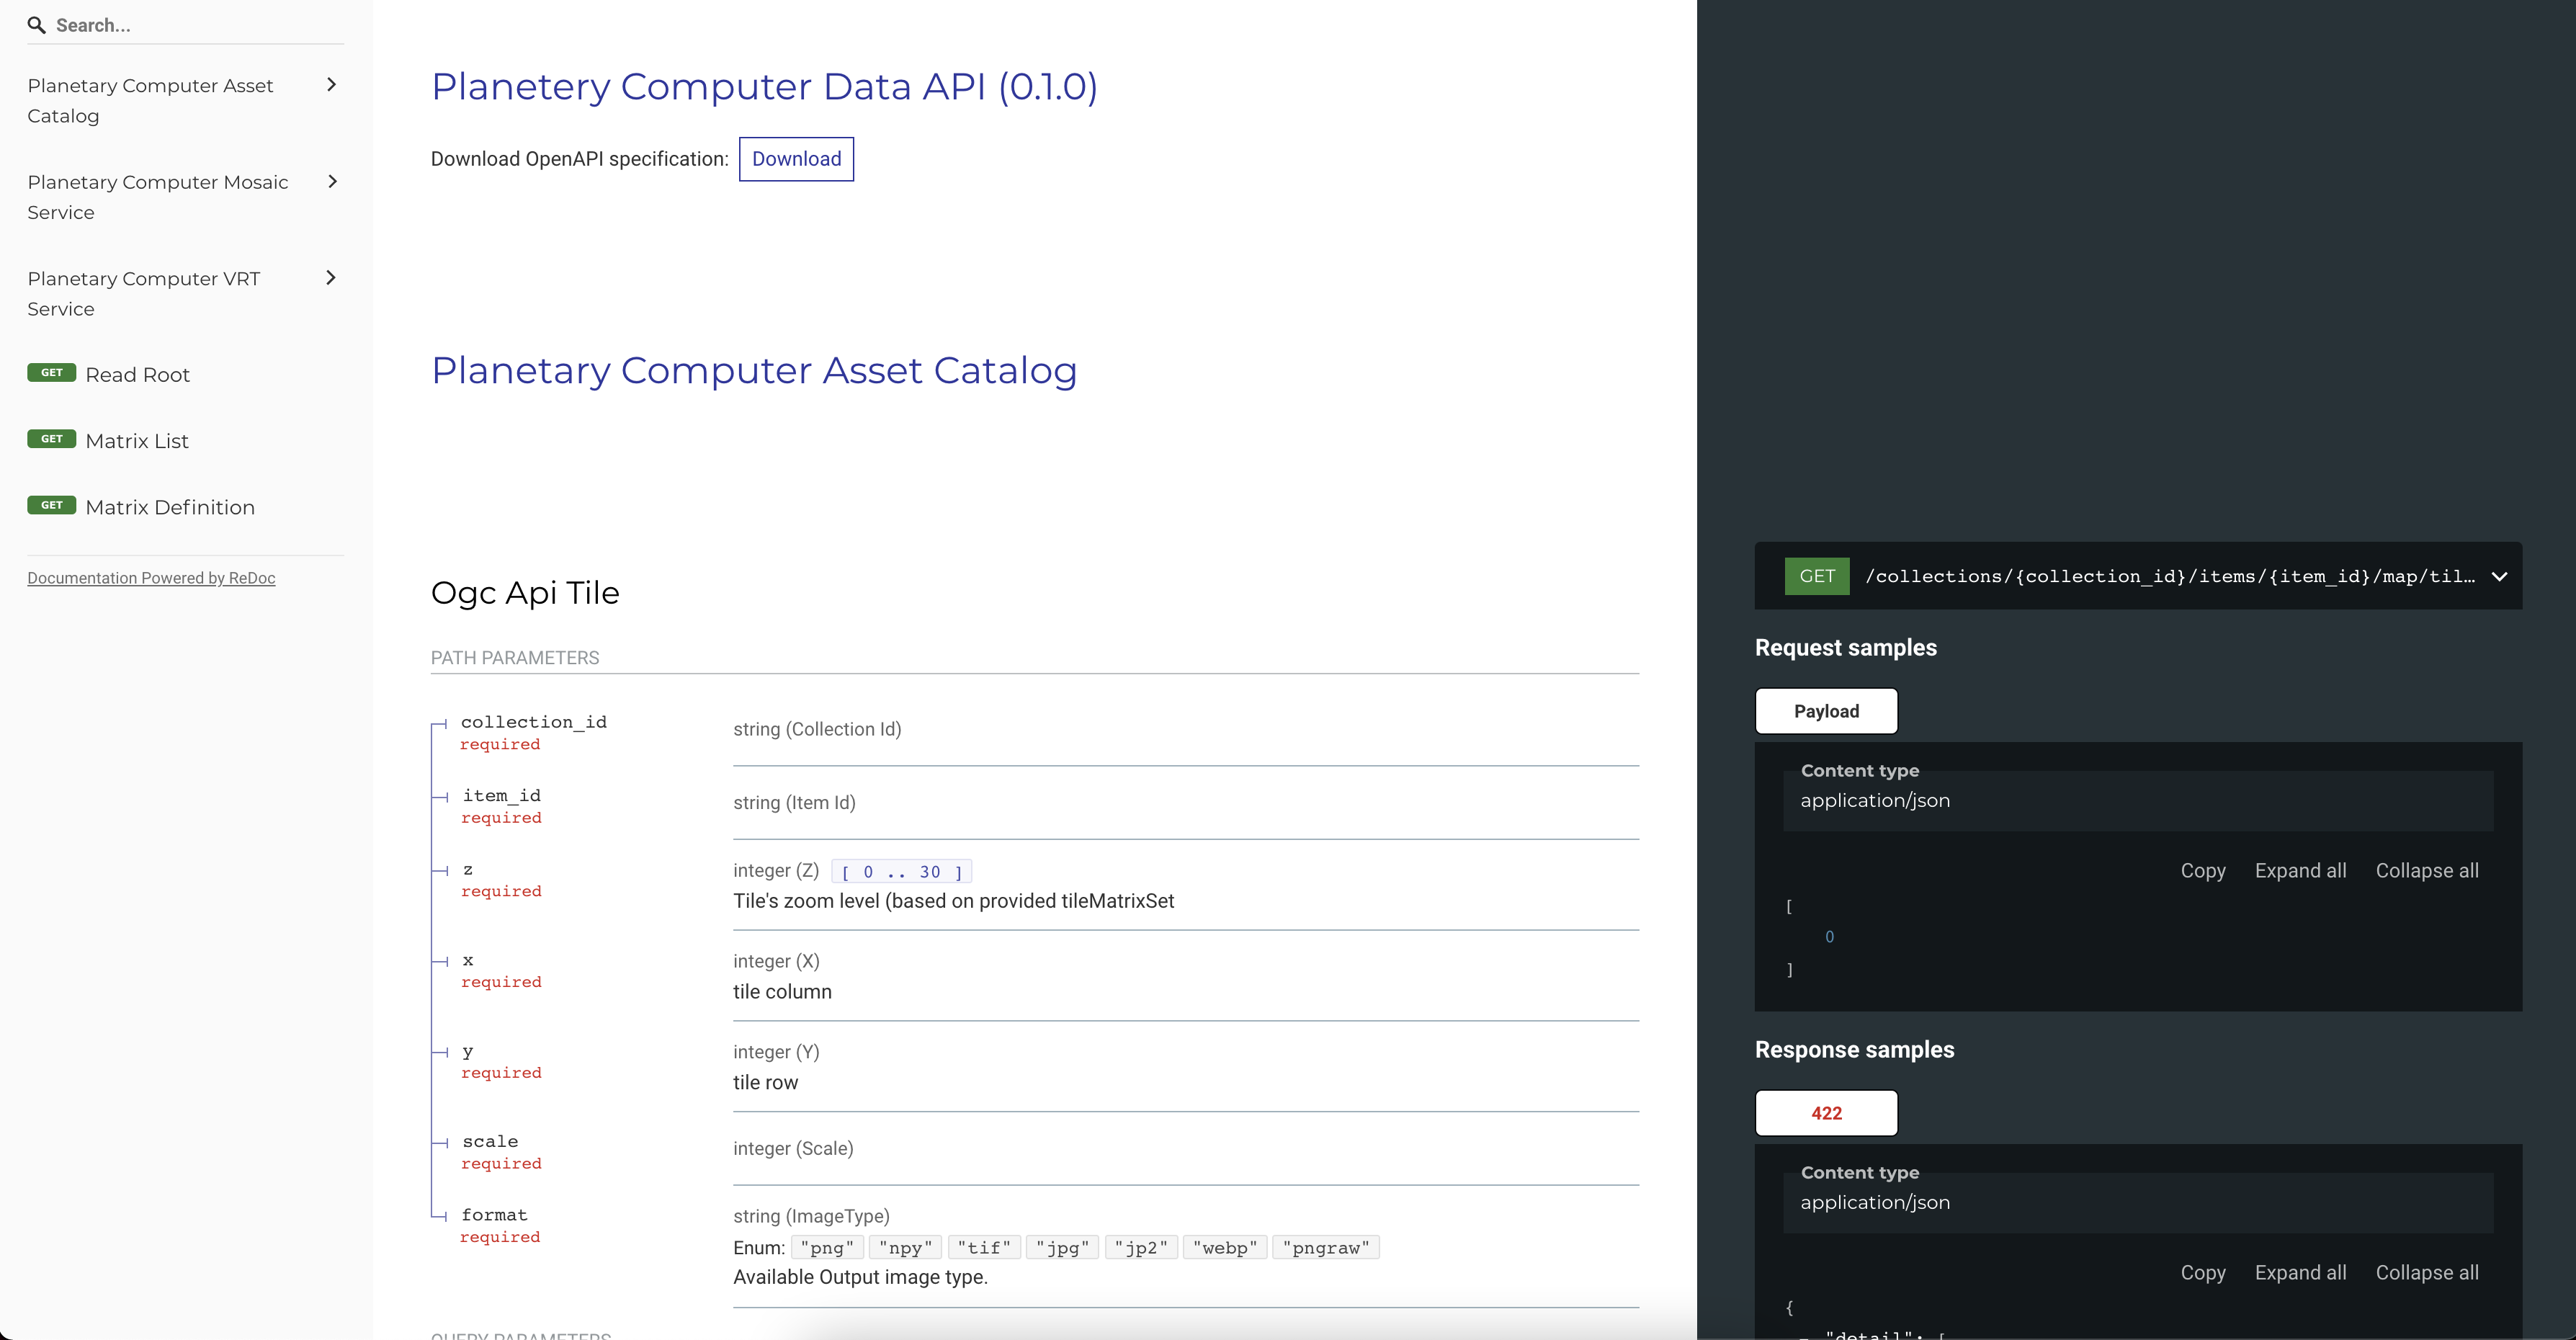 Search...
Planetary Computer Asset
Catalog
Planetary Computer Mosaic
Service
Planetary Computer VRT
Service
GET Read Root
GET Matrix List
GET Matrix Definition
Documentation Powered by ReDoc
Planetery Computer Data API (0.1.0)
Download OpenAPI specification: Download
Planetary Computer Asset Catalog
Ogc Api Tile
PATH PARAMETERS
collection_id
required
string (Collection Id)
item_id
required
string (Item Id)
z
required
integer (Z) [ 0 .. 30 ]
Tile's zoom level (based on provided tileMatrixSet
x
required
integer (X)
tile column
y
required
integer (Y)
tile row
scale
required
integer (Scale)
format
required
string (ImageType)
Enum: "png" "npy" "tif" "jpg" "jp2" "webp" "pngraw"
Available Output image type.
QUERY PARAMETERS
GET /collections/{collection_id}/items/{item_id}/map/til…
Request samples
Payload
Content type
application/json
Copy Expand all Collapse all
[
0
]
Response samples
422
Content type
application/json
Copy Expand all Collapse all
{
- "detail": [